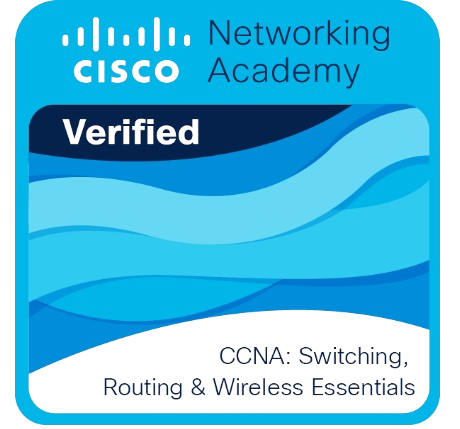 Networking
CISCO Academy
Verified
CCNA: Switching,
Routing & Wireless Essentials